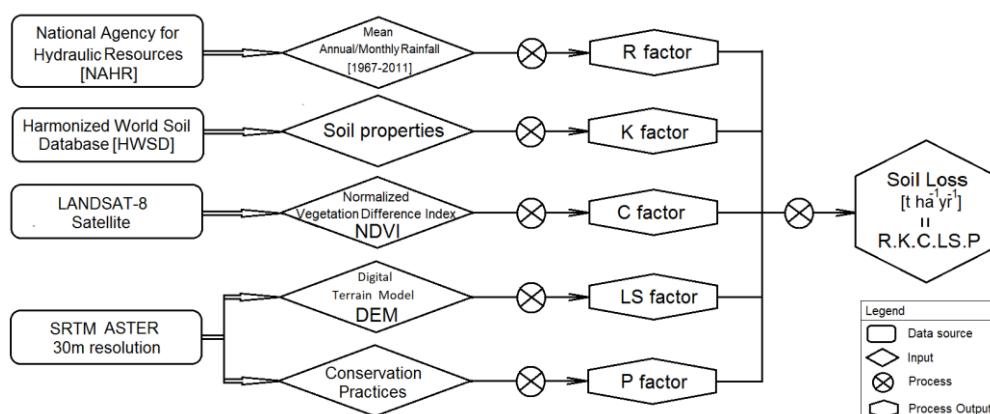 National Agency for
Hydraulic Resources
[NAHR]
Mean
Annual/Monthly Rainfall
[1967-2011]
R factor
Harmonized World Soil
Database [HWSD]
Soil properties
K factor
LANDSAT-8
Satellite
Normalized
Vegetation Difference Index
NDVI
C factor
SRTM ASTER
30m resolution
Digital
Terrain Model
DEM
LS factor
Conservation
Practices
P factor
Soil Loss
[t ha⁻¹yr⁻¹]
=
R.K.C.LS.P
Legend
Data source
Input
Process
Process Output